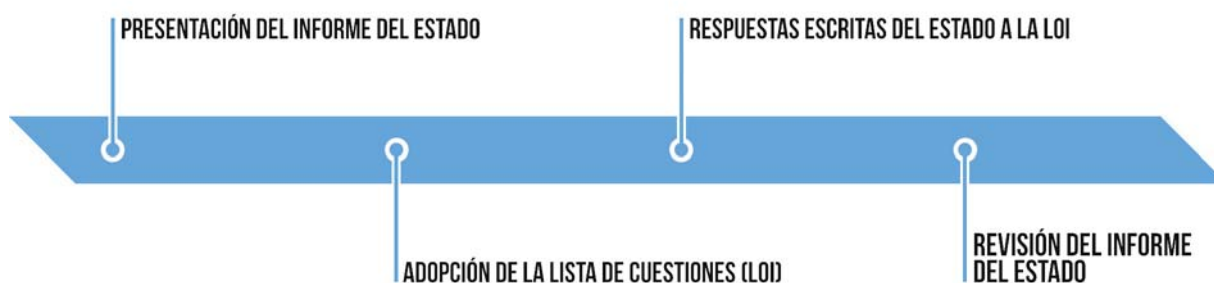 PRESENTACIÓN DEL INFORME DEL ESTADO
RESPUESTAS ESCRITAS DEL ESTADO A LA LOI
ADOPCIÓN DE LA LISTA DE CUESTIONES (LOI)
REVISIÓN DEL INFORME
DEL ESTADO